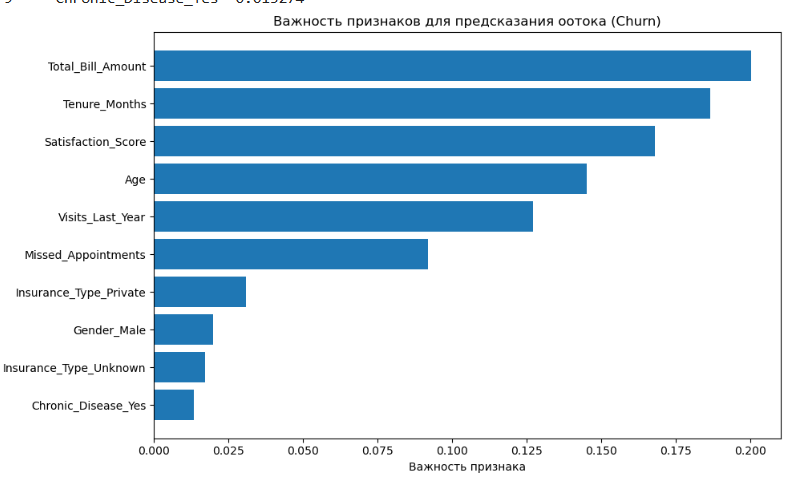 Chronic_Disease_Yes
Важность признаков для предсказания оотока (Churn)
Total_Bill_Amount
Tenure_Months
Satisfaction_Score
Age
Visits_Last_Year
Missed_Appointments
Insurance_Type_Private
Gender_Male
Insurance_Type_Unknown
Chronic_Disease_Yes
0.000 0.025 0.050 0.075 0.100 0.125 0.150 0.175 0.200
Важность признака